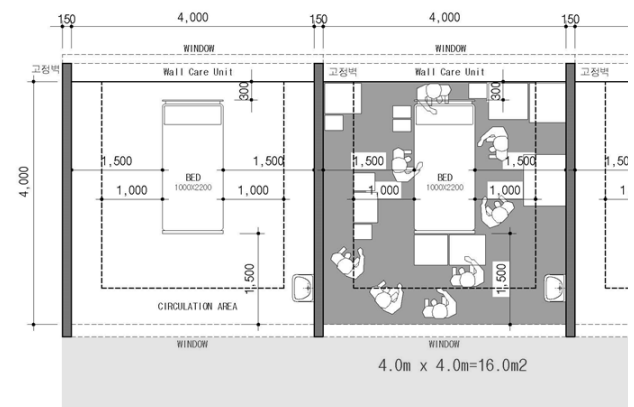 150 4,000 150 4,000 150
WINDOW WINDOW
고정벽 Wall Care Unit 고정벽 Wall Care Unit 고정벽
300 300
4,000
1,500 1,500 1,500 1,500
BED BED
1000X2200 1000X2200
1,000 1,000 1,000 1,000
1,500 1,500
CIRCULATION AREA
WINDOW WINDOW
4.0m x 4.0m=16.0m2